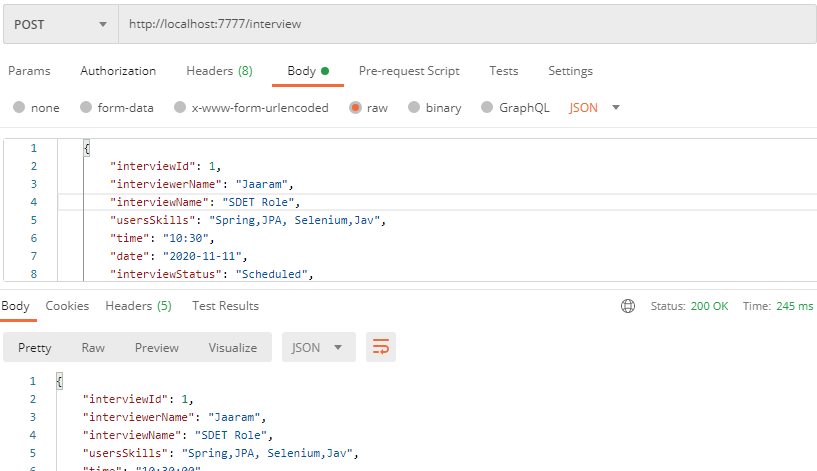 POST http://localhost:7777/interview
Params Authorization Headers (8) Body Pre-request Script Tests Settings
none form-data x-www-form-urlencoded raw binary GraphQL JSON
1 {
2 "interviewId": 1,
3 "interviewerName": "Jaaram",
4 "interviewName": "SDET Role",
5 "usersSkills": "Spring,JPA, Selenium,Jav",
6 "time": "10:30",
7 "date": "2020-11-11",
8 "interviewStatus": "Scheduled",
Body Cookies Headers (5) Test Results Status: 200 OK Time: 245 ms
Pretty Raw Preview Visualize JSON
1 {
2 "interviewId": 1,
3 "interviewerName": "Jaaram",
4 "interviewName": "SDET Role",
5 "usersSkills": "Spring,JPA, Selenium,Jav",
6 "time": "10:30:00"